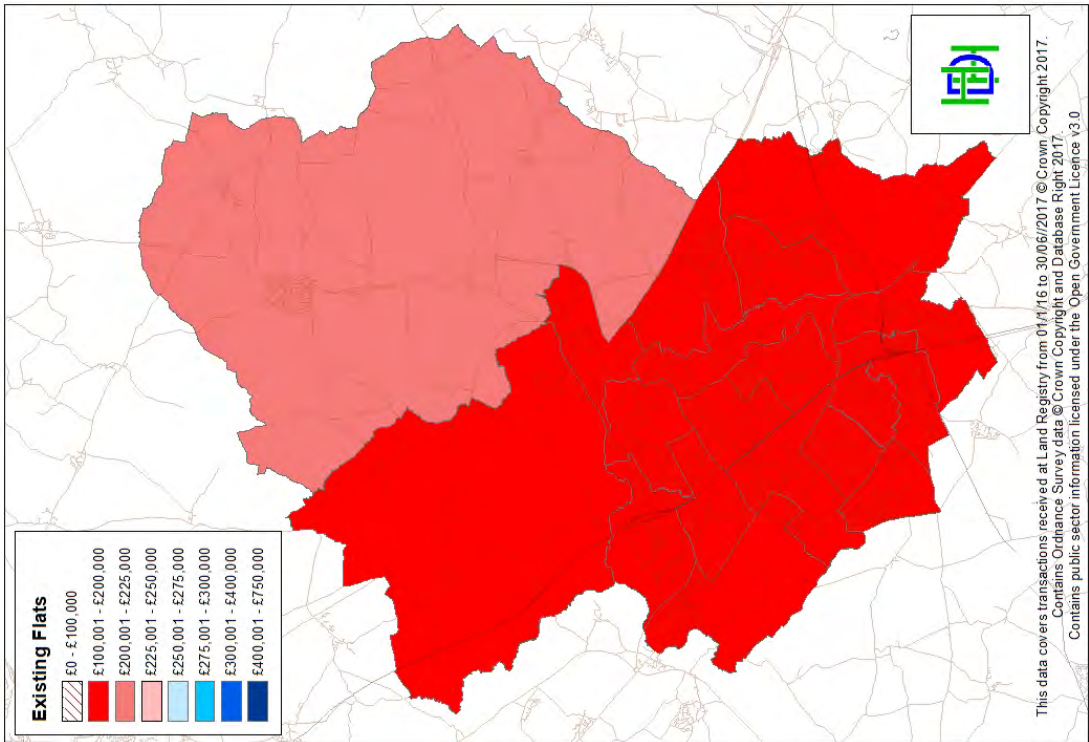 Existing Flats
£0 - £100,000
£100,001 - £200,000
£200,001 - £225,000
£225,001 - £250,000
£250,001 - £275,000
£275,001 - £300,000
£300,001 - £400,000
£400,001 - £750,000
HDH
This data covers transactions received at Land Registry from 01/1/16 to 30/06//2017 © Crown Copyright 2017.
Contains Ordnance Survey data © Crown Copyright and Database Right 2017.
Contains public sector information licensed under the Open Government Licence v3.0